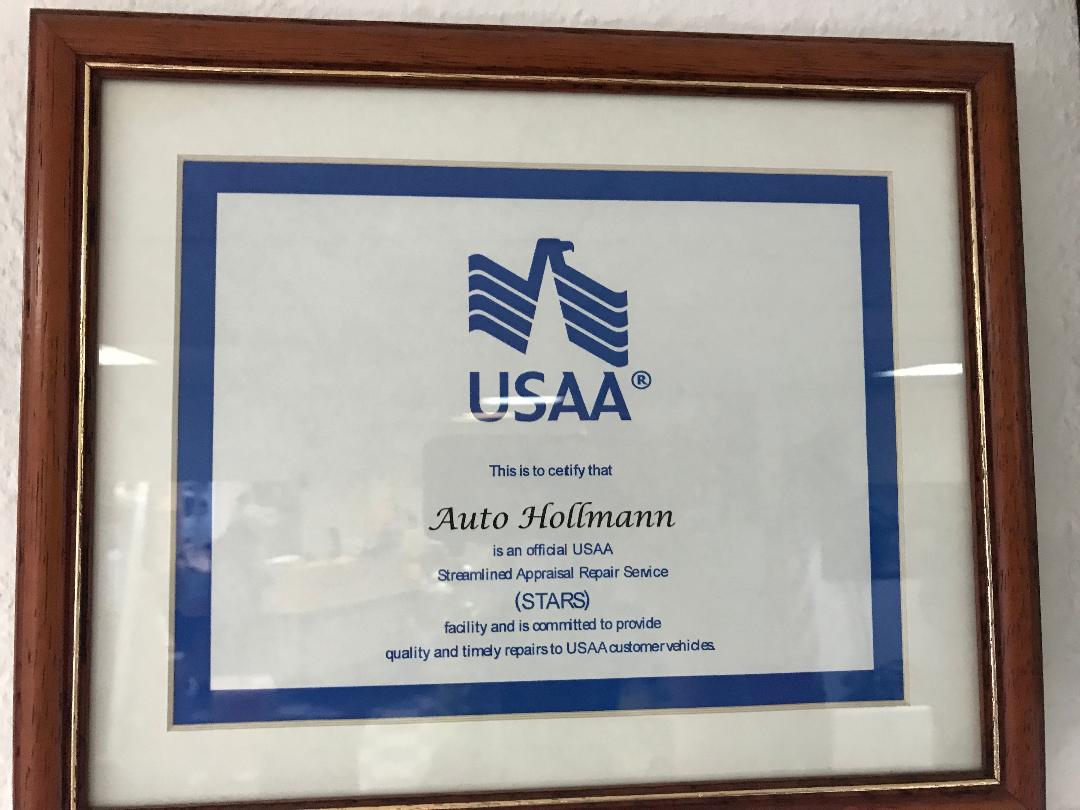 USAA®
This is to certify that
Auto Hollmann
is an official USAA
Streamlined Appraisal Repair Service
(STARS)
facility and is committed to provide
quality and timely repairs to USAA customer vehicles.